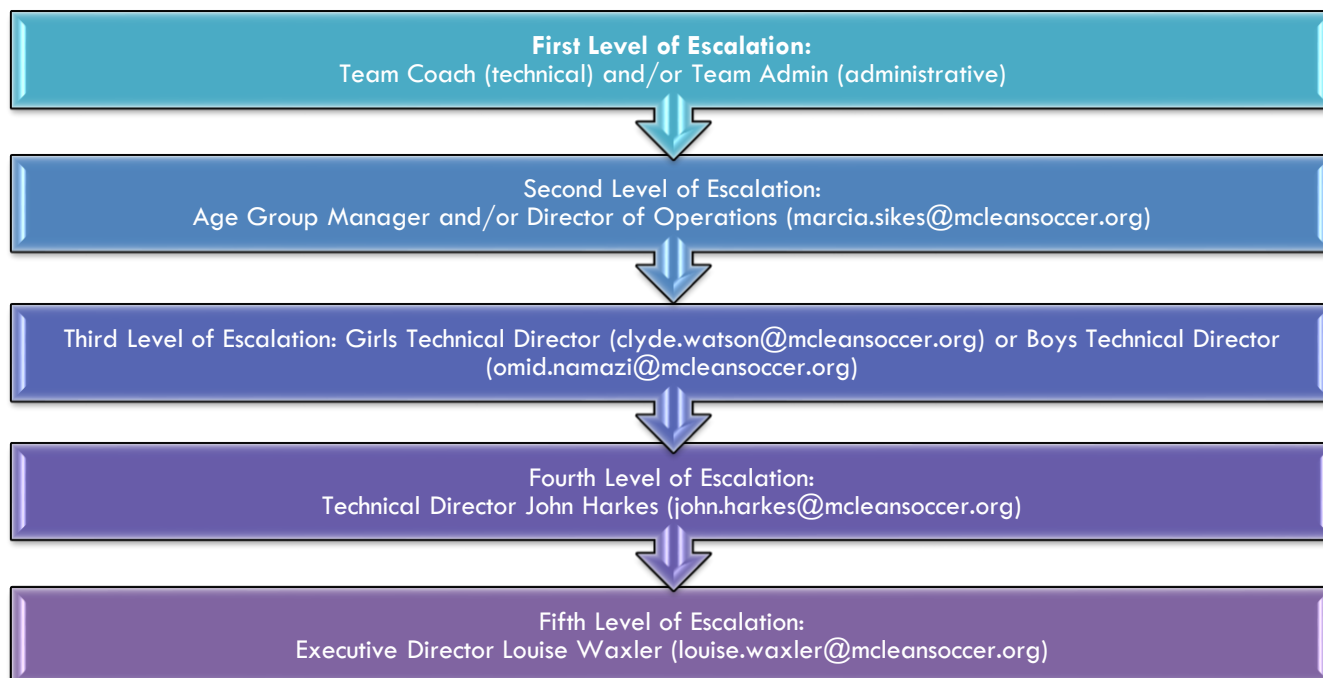 First Level of Escalation:
Team Coach (technical) and/or Team Admin (administrative)
Second Level of Escalation:
Age Group Manager and/or Director of Operations (marcia.sikes@mcleansoccer.org)
Third Level of Escalation: Girls Technical Director (clyde.watson@mcleansoccer.org) or Boys Technical Director
(omid.namazi@mcleansoccer.org)
Fourth Level of Escalation:
Technical Director John Harkes (john.harkes@mcleansoccer.org)
Fifth Level of Escalation:
Executive Director Louise Waxler (louise.waxler@mcleansoccer.org)